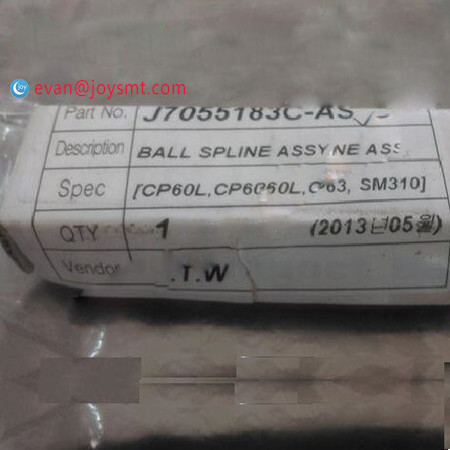 evan@joysmt.com
Part No. J7055183C-AS
Description BALL SPLINE ASSY,NE ASS
Spec [CP60L,CP6060L,CP63, SM310]
QTY 1 (2013년05월)
Vendor .T.W